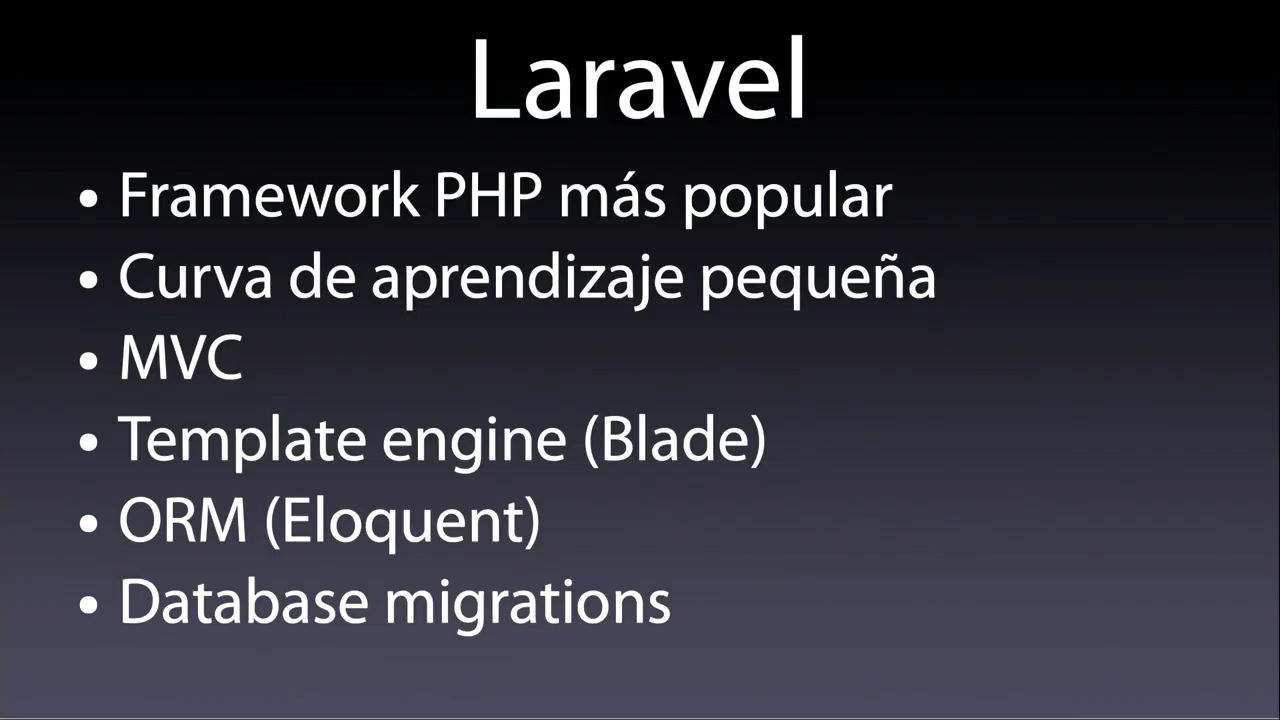 Laravel
• Framework PHP más popular
• Curva de aprendizaje pequeña
• MVC
• Template engine (Blade)
• ORM (Eloquent)
• Database migrations